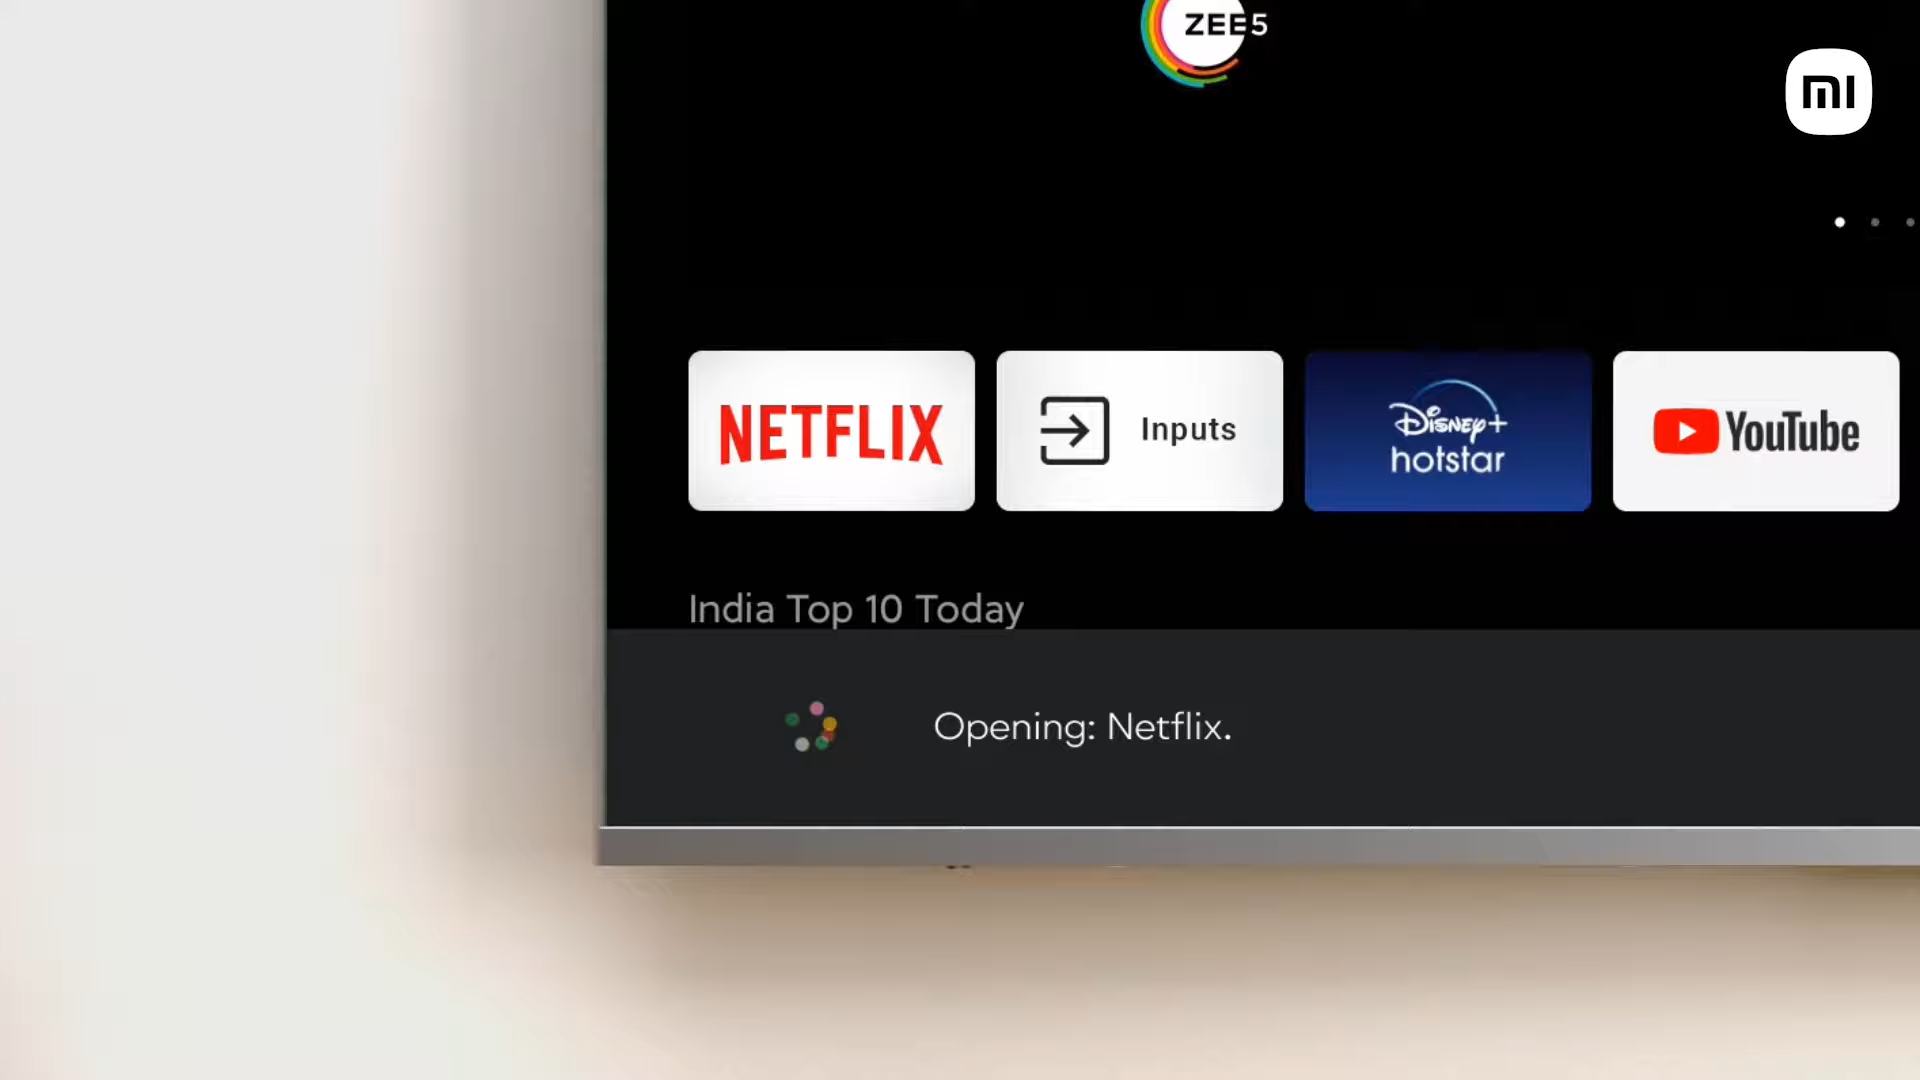 ZEE5
mi
NETFLIX
Inputs
Disney+
hotstar
YouTube
India Top 10 Today
Opening: Netflix.